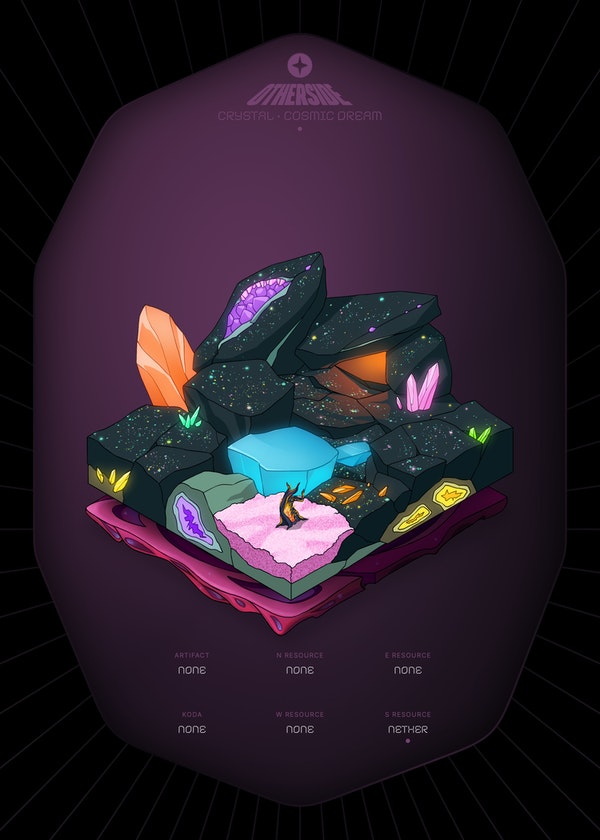 OTHERSIDE
CRYSTAL • COSMIC DREAM
ARTIFACT N RESOURCE E RESOURCE
NONE NONE NONE
KODA W RESOURCE S RESOURCE
NONE NONE NETHER